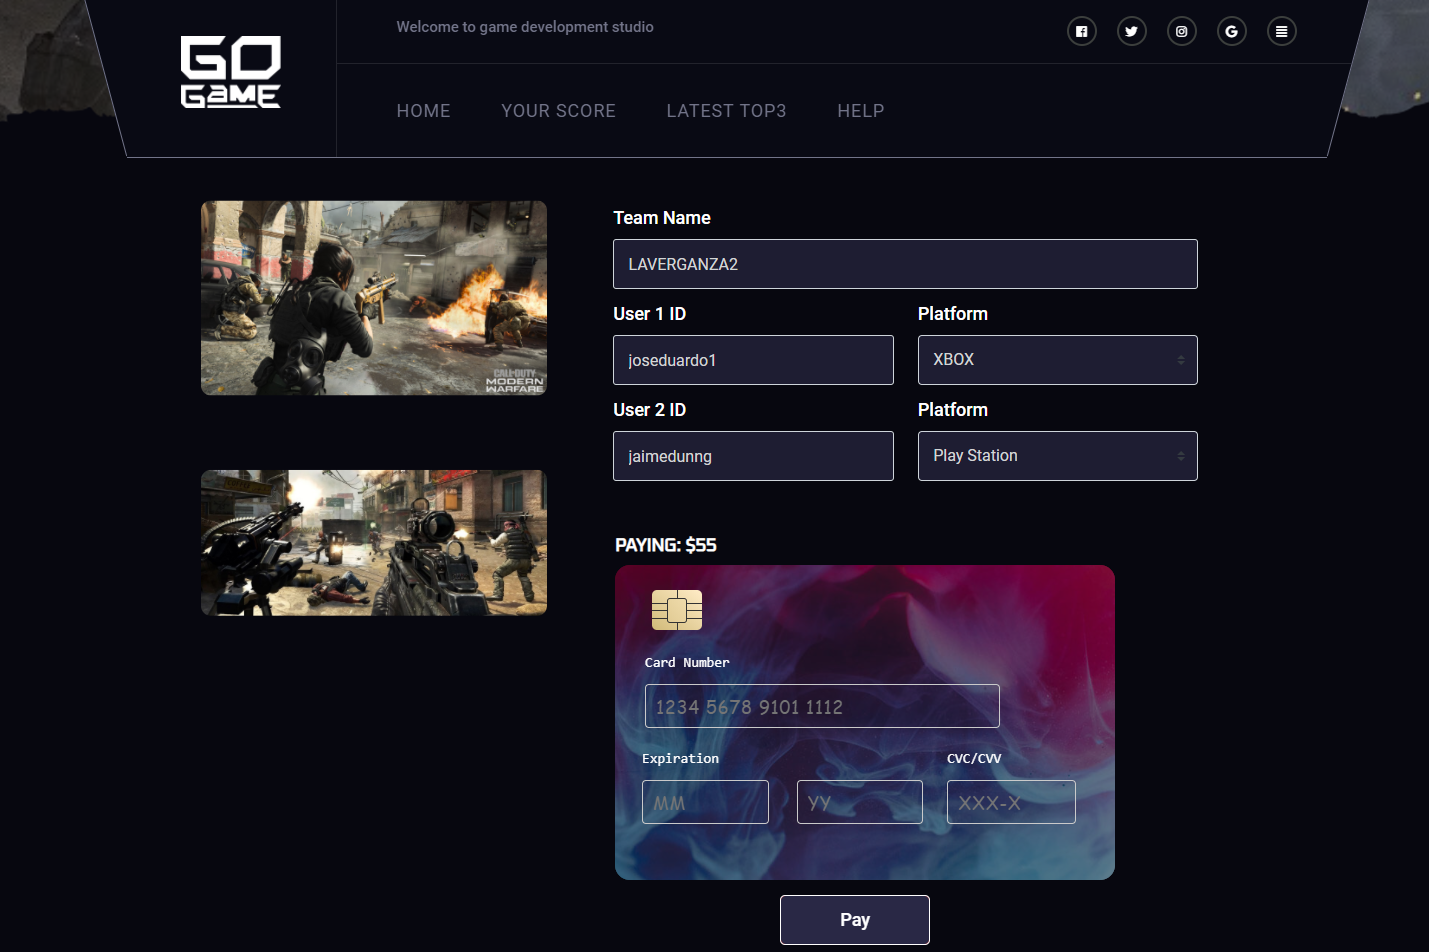 GO
GAME
Welcome to game development studio
HOME
YOUR SCORE
LATEST TOP3
HELP
CALL·DUTY
MODERN
WARFARE
Team Name
LAVERGANZA2
User 1 ID
Platform
joseduardo1
XBOX
User 2 ID
Platform
jaimedunng
Play Station
PAYING: $55
Card Number
1234 5678 9101 1112
Expiration
CVC/CVV
MM
YY
XXX-X
Pay